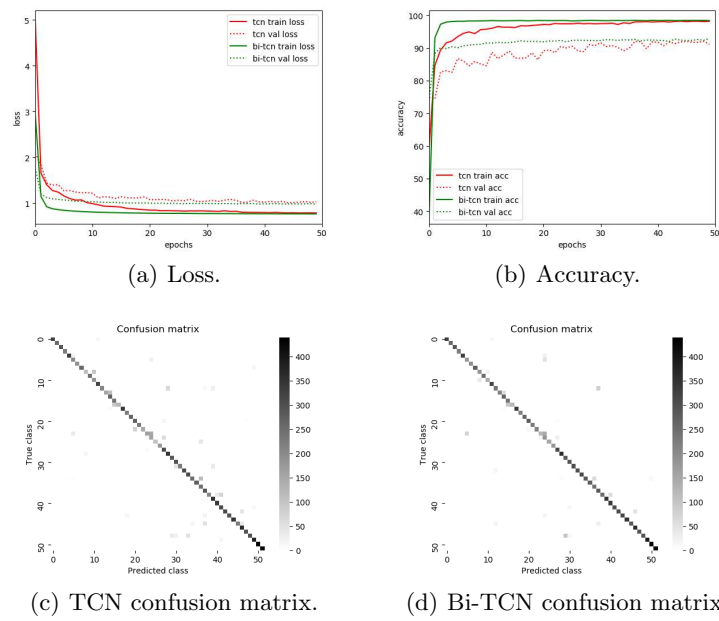 5
4
3
2
1
loss
0 10 20 30 40 50
epochs
tcn train loss
tcn val loss
bi-tcn train loss
bi-tcn val loss
(a) Loss.
100
90
80
70
60
50
40
accuracy
0 10 20 30 40 50
epochs
tcn train acc
tcn val acc
bi-tcn train acc
bi-tcn val acc
(b) Accuracy.
Confusion matrix
True class
0
10
20
30
40
50
0 10 20 30 40 50
Predicted class
400
350
300
250
200
150
100
50
0
(c) TCN confusion matrix.
Confusion matrix
True class
0
10
20
30
40
50
0 10 20 30 40 50
Predicted class
400
350
300
250
200
150
100
50
0
(d) Bi-TCN confusion matrix